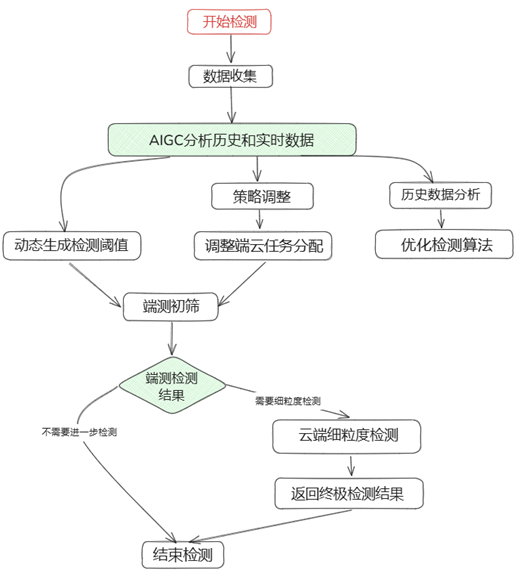 开始检测
数据收集
AIGC分析历史和实时数据
策略调整
历史数据分析
动态生成检测阈值
调整端云任务分配
优化检测算法
端测初筛
端测检测
结果
需要细粒度检测
不需要进一步检测
云端细粒度检测
返回终极检测结果
结束检测